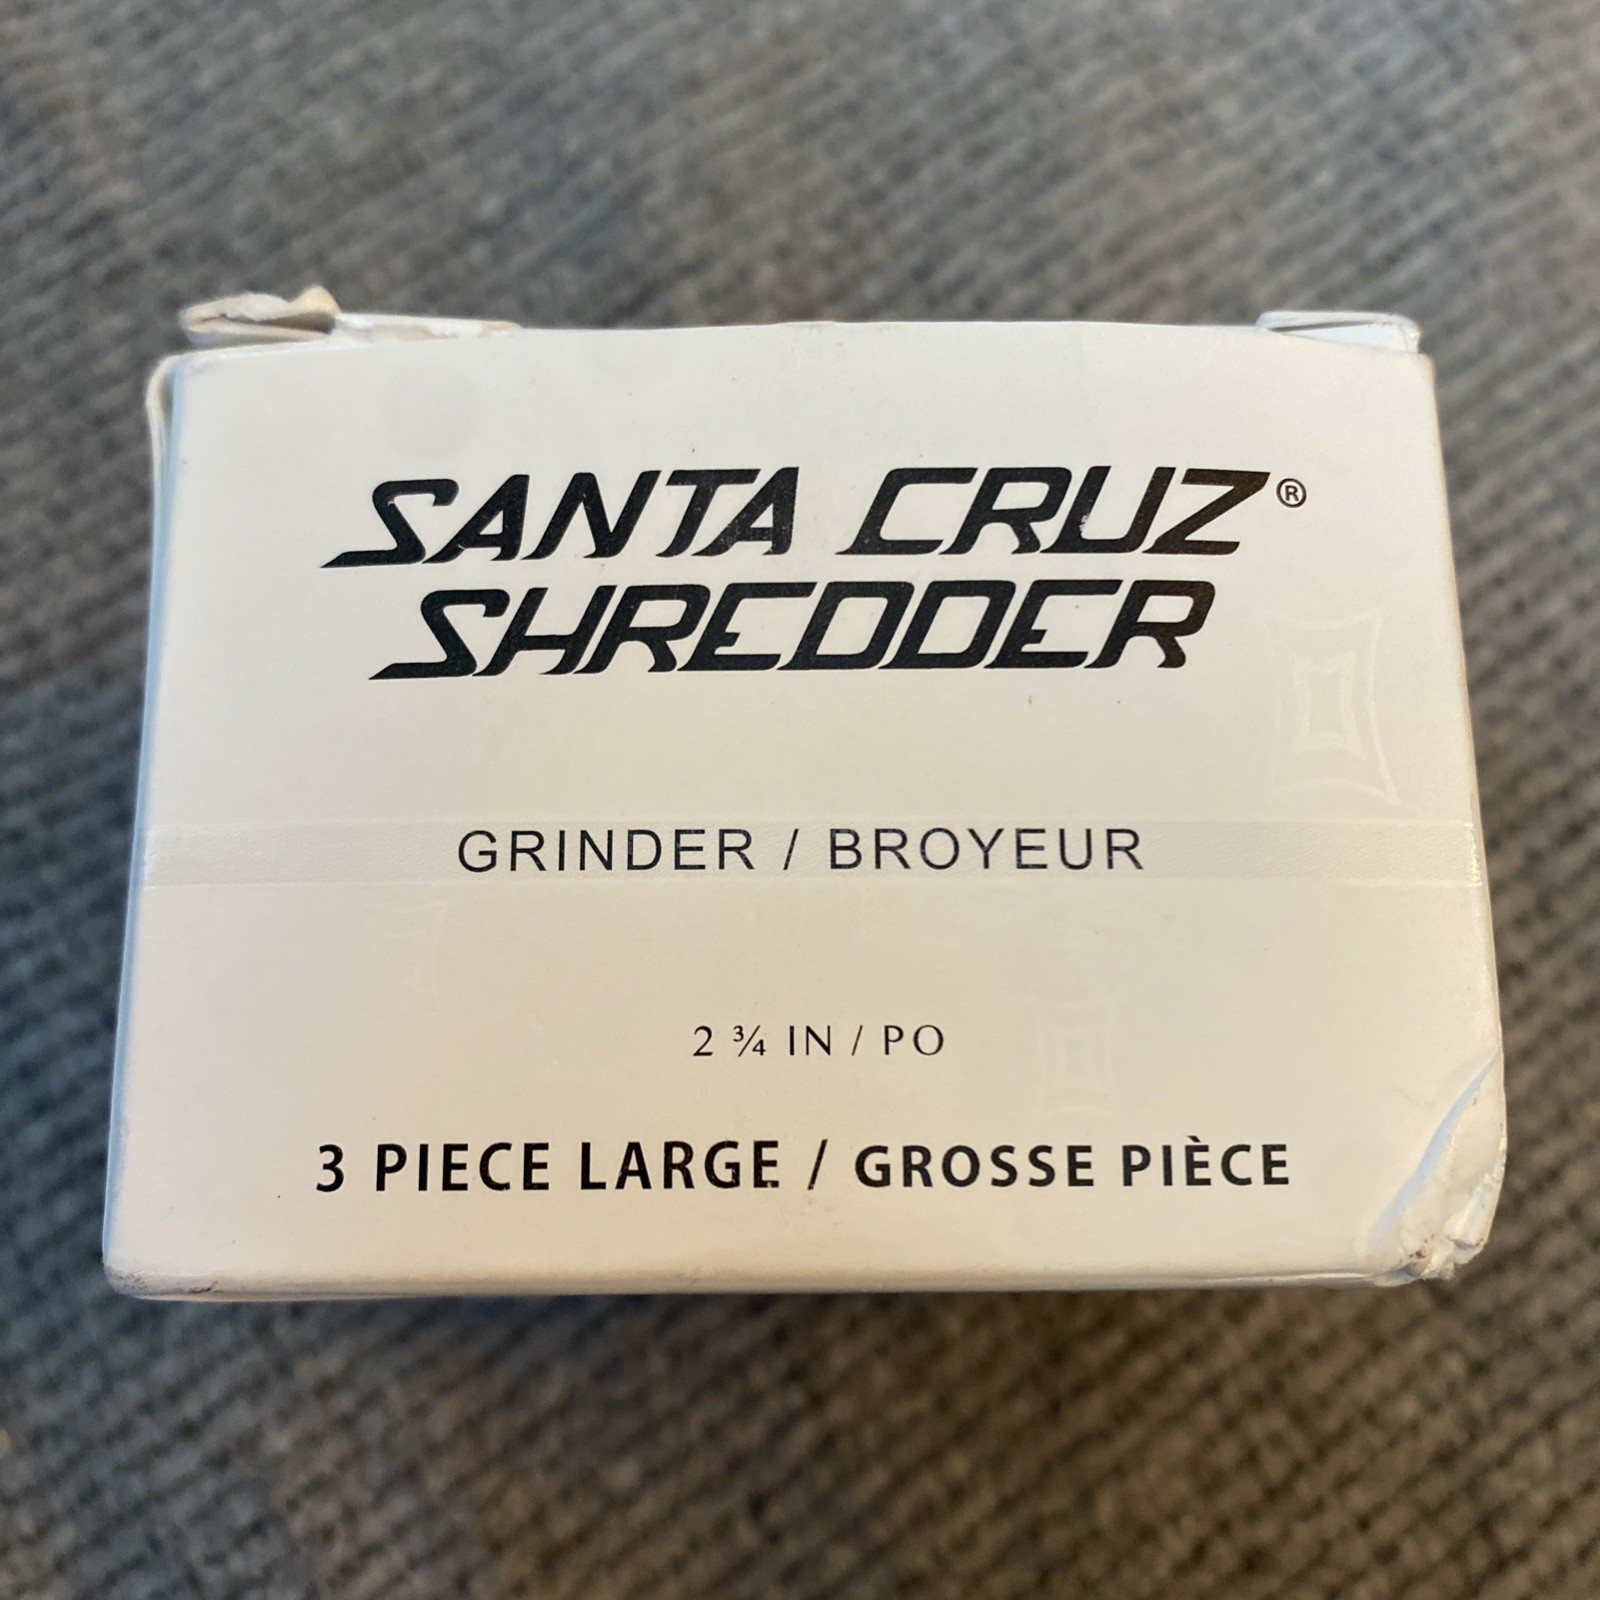 SANTA CRUZ®
SHREDDER
GRINDER / BROYEUR
2 ¾ IN / PO
3 PIECE LARGE / GROSSE PIÈCE